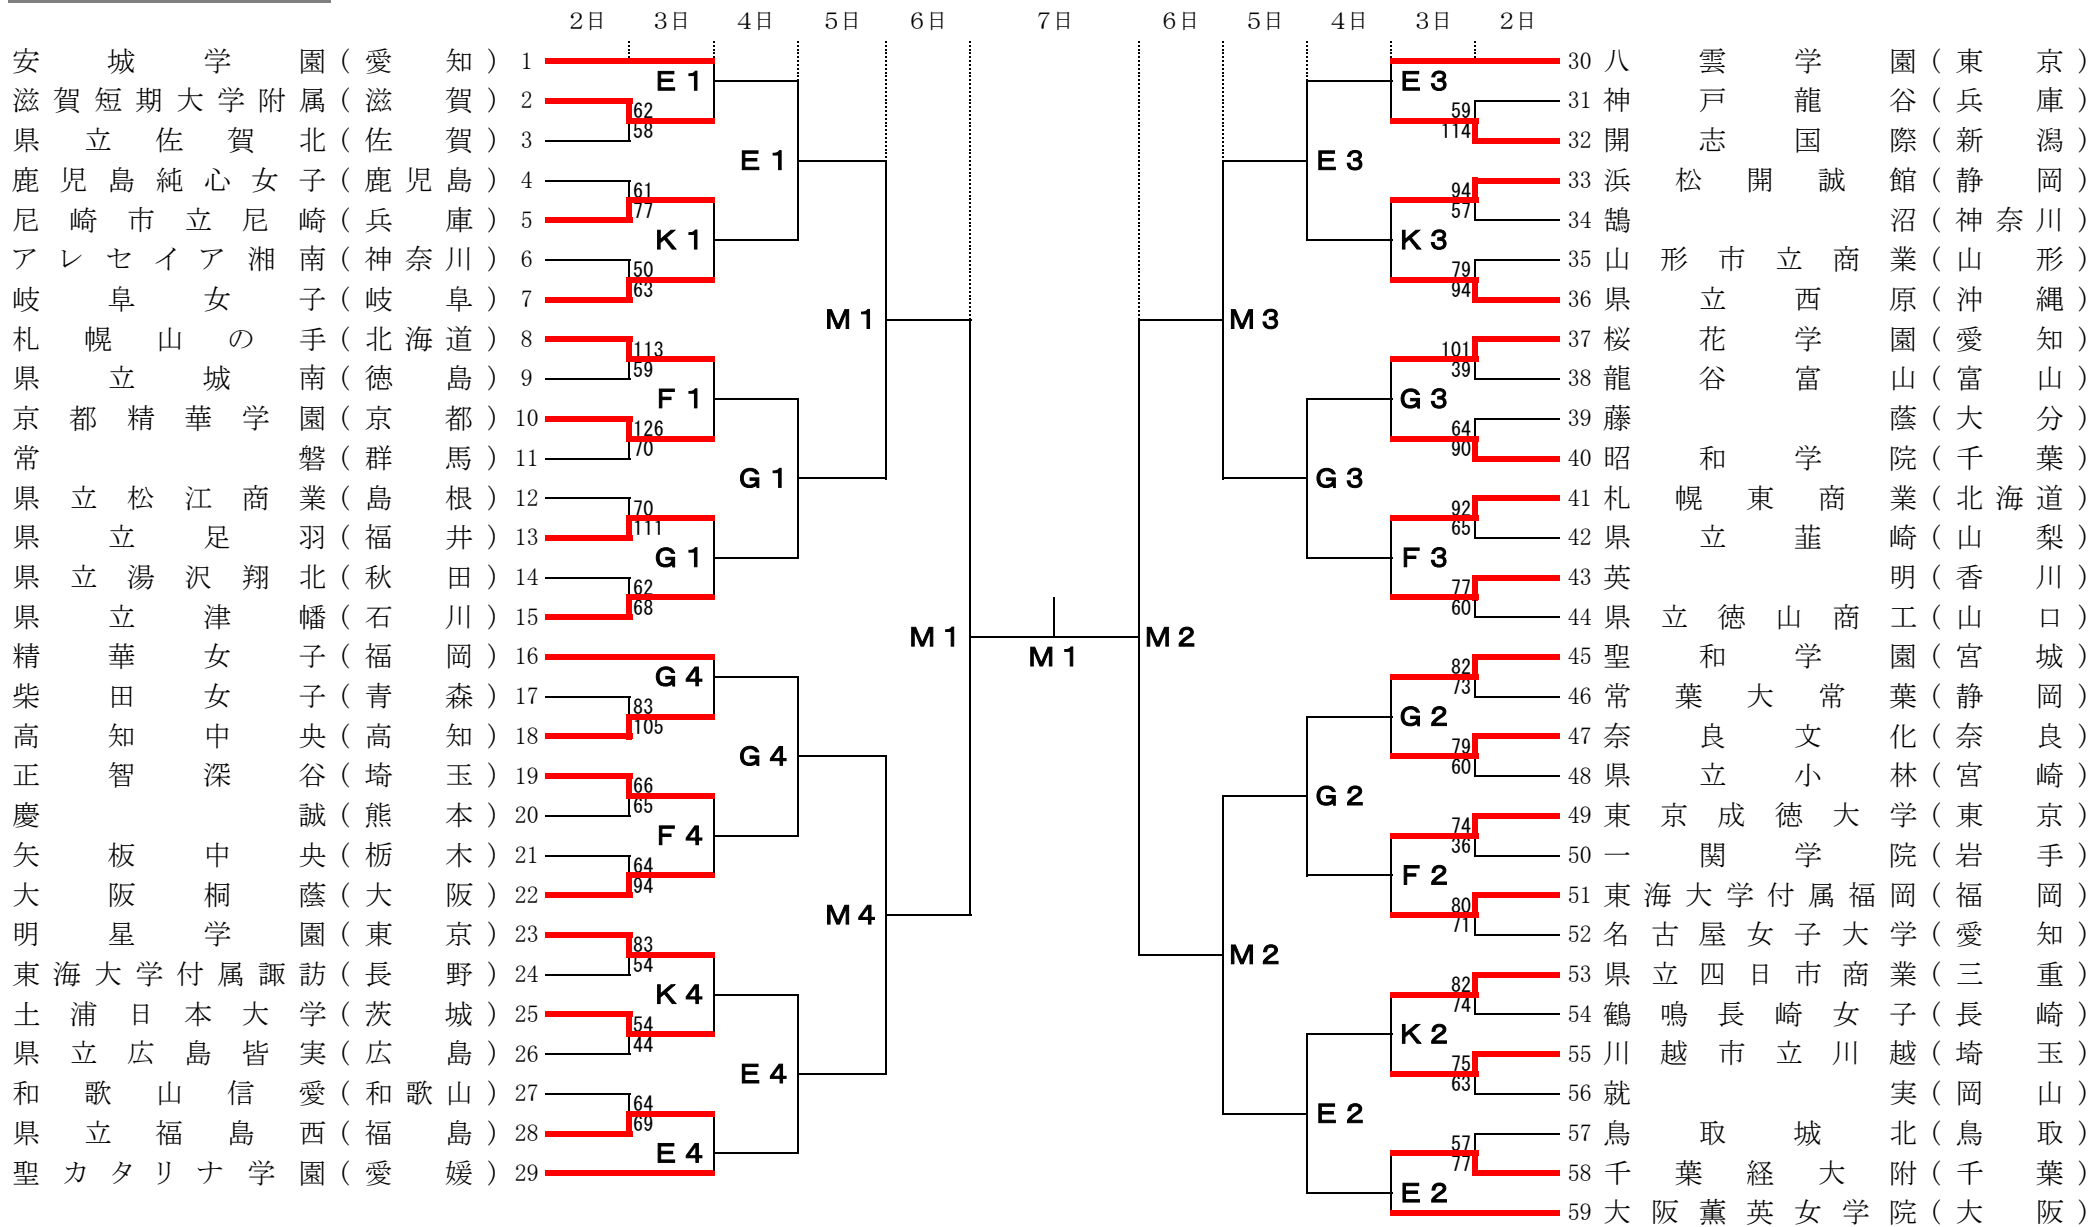 2日 3日 4日 5日 6日 7日 6日 5日 4日 3日 2日
安城学園(愛知) 1
滋賀短期大学附属(滋賀) 2
県立佐賀北(佐賀) 3
鹿児島純心女子(鹿児島) 4
尼崎市立尼崎(兵庫) 5
アレセイア湘南(神奈川) 6
岐阜女子(岐阜) 7
札幌山の手(北海道) 8
県立城南(徳島) 9
京都精華学園(京都) 10
常磐(群馬) 11
県立松江商業(島根) 12
県立足羽(福井) 13
県立湯沢翔北(秋田) 14
県立津幡(石川) 15
精華女子(福岡) 16
柴田女子(青森) 17
高知中央(高知) 18
正智深谷(埼玉) 19
慶誠(熊本) 20
矢板中央(栃木) 21
大阪桐蔭(大阪) 22
明星学園(東京) 23
東海大学付属諏訪(長野) 24
土浦日本大学(茨城) 25
県立広島皆実(広島) 26
和歌山信愛(和歌山) 27
県立福島西(福島) 28
聖カタリナ学園(愛媛) 29
E1
62
58
61
77
K1
50
63
113
59
F1
126
70
70
111
G1
62
68
G4
83
105
66
65
F4
64
94
83
54
K4
54
44
64
69
E4
E1
G1
G4
E4
M1
M4
M1
M1
M2
M3
M2
E3
G3
G2
E2
E3
59
114
94
57
K3
79
94
101
39
G3
64
90
92
65
F3
77
60
82
73
G2
79
60
74
36
F2
80
71
82
74
K2
75
63
57
77
E2
30 八雲学園(東京)
31 神戸龍谷(兵庫)
32 開志国際(新潟)
33 浜松開誠館(静岡)
34 鵠沼(神奈川)
35 山形市立商業(山形)
36 県立西原(沖縄)
37 桜花学園(愛知)
38 龍谷富山(富山)
39 藤蔭(大分)
40 昭和学院(千葉)
41 札幌東商業(北海道)
42 県立韮崎(山梨)
43 英明(香川)
44 県立徳山商工(山口)
45 聖和学園(宮城)
46 常葉大常葉(静岡)
47 奈良文化(奈良)
48 県立小林(宮崎)
49 東京成徳大学(東京)
50 一関学院(岩手)
51 東海大学付属福岡(福岡)
52 名古屋女子大学(愛知)
53 県立四日市商業(三重)
54 鶴鳴長崎女子(長崎)
55 川越市立川越(埼玉)
56 就実(岡山)
57 鳥取城北(鳥取)
58 千葉経大附(千葉)
59 大阪薫英女学院(大阪)